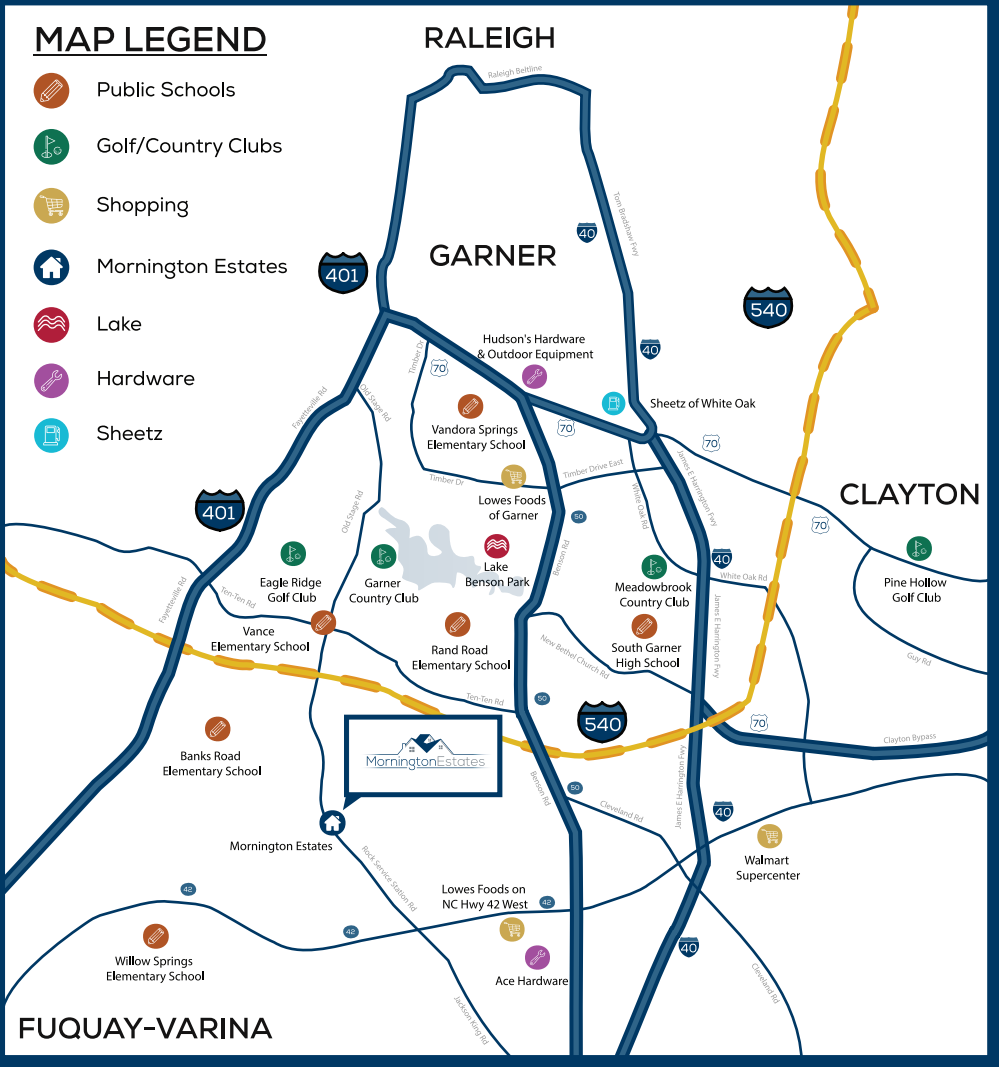 MAP LEGEND
Public Schools
Golf/Country Clubs
Shopping
Mornington Estates
Lake
Hardware
Sheetz
RALEIGH
Raleigh Beltline
Tom Bradshaw Fwy
40
GARNER
401
540
40
Hudson's Hardware
& Outdoor Equipment
Timber Dr
70
Fayetteville Rd
Old Stage Rd
Sheetz of White Oak
Vandora Springs
Elementary School
70
70
James E Harrington Fwy
Timber Dr
Timber Drive East
White Oak Rd
Lowes Foods
of Garner
CLAYTON
401
Old Stage Rd
50
70
Benson Rd
40
Eagle Ridge
Golf Club
Garner
Country Club
Lake
Benson Park
Meadowbrook
Country Club
White Oak Rd
Pine Hollow
Golf Club
Fayetteville Rd
Ten-Ten Rd
Vance
Elementary School
Rand Road
Elementary School
New Bethel Church Rd
South Garner
High School
James E Harrington Fwy
Guy Rd
Ten-Ten Rd
50
540
70
Clayton Bypass
Banks Road
Elementary School
MorningtonEstates
Benson Rd
50
Cleveland Rd
James E Harrington Fwy
40
Mornington Estates
Rock Service Station Rd
Walmart
Supercenter
42
Lowes Foods on
NC Hwy 42 West
42
42
40
Willow Springs
Elementary School
Ace Hardware
Cleveland Rd
Jackson King Rd
FUQUAY-VARINA